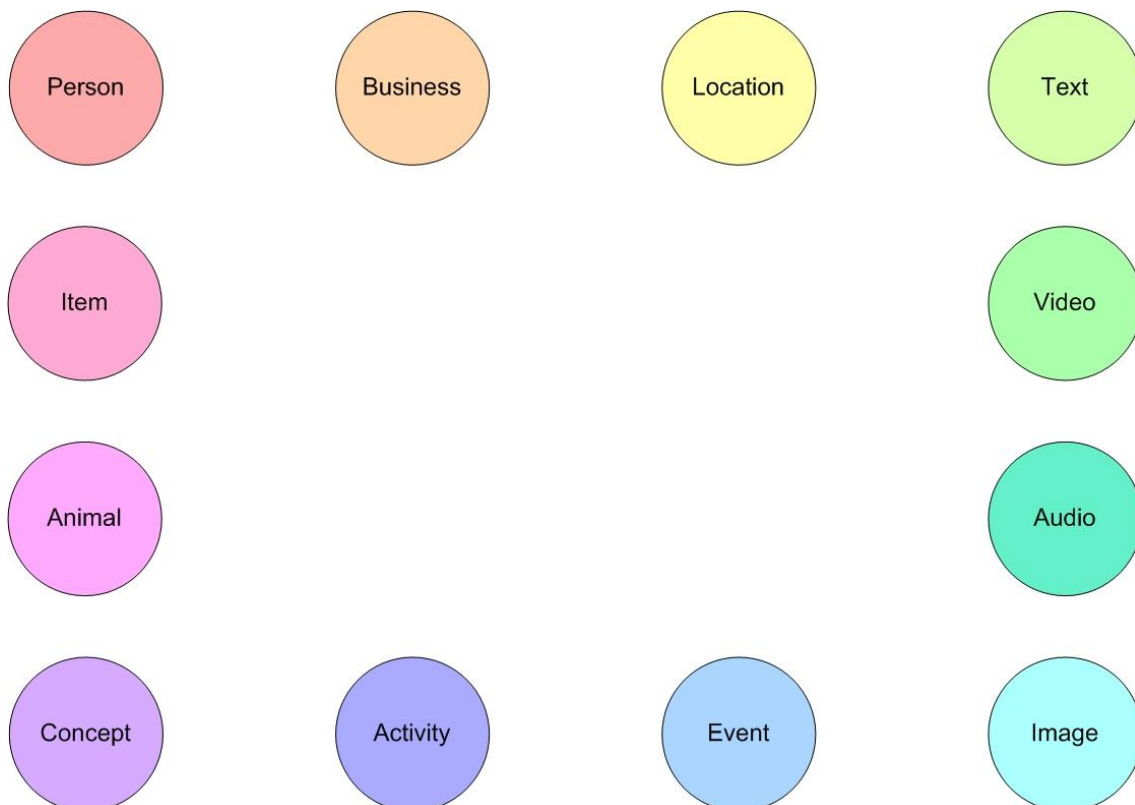 Person
Business
Location
Text
Item
Video
Animal
Audio
Concept
Activity
Event
Image